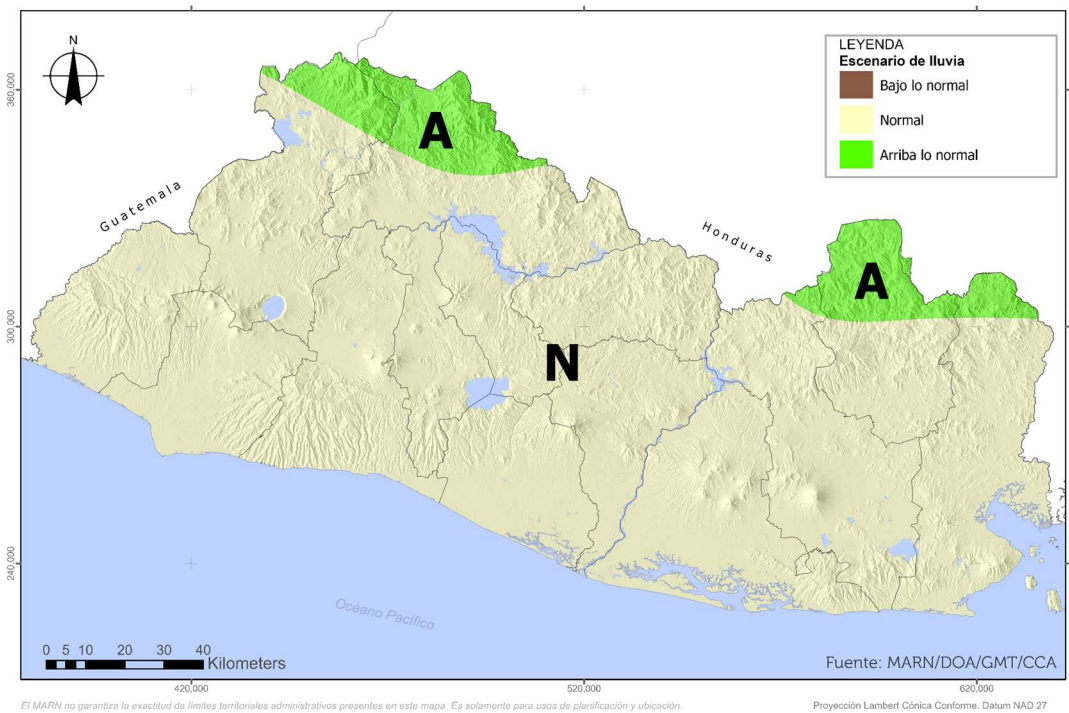 N
LEYENDA
Escenario de lluvia
Bajo lo normal
Normal
Arriba lo normal
360,000
300,000
240,000
A
Guatemala
Honduras
A
N
Océano Pacífico
0 5 10 20 30 40
Kilometers
Fuente: MARN/DOA/GMT/CCA
420,000 520,000 620,000
El MARN no garantiza la exactitud de límites territoriales administrativos presentes en este mapa. Es solamente para usos de planificación y ubicación.
Proyección Lambert Cónica Conforme. Datum NAD 27